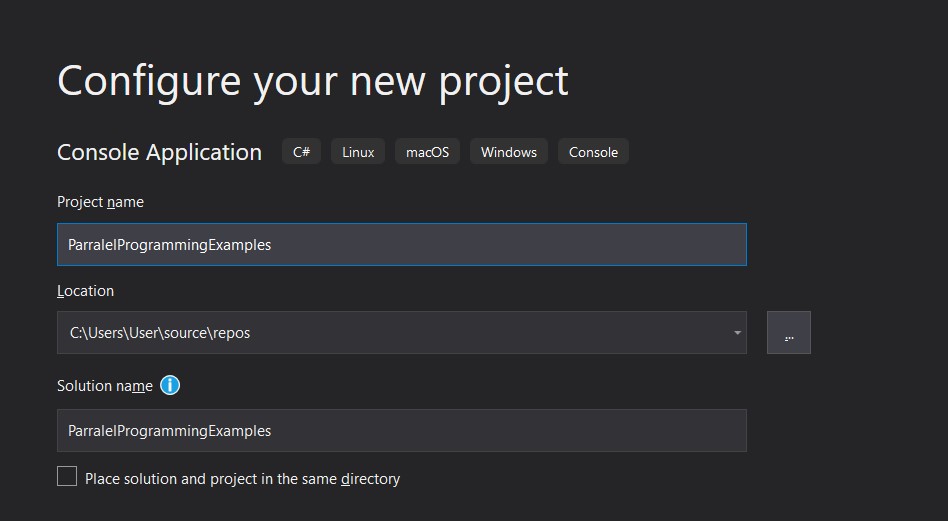 Configure your new project
Console Application C# Linux macOS Windows Console
Project name
ParralelProgrammingExamples
Location
C:\Users\User\source\repos
...
Solution name
ParralelProgrammingExamples
Place solution and project in the same directory